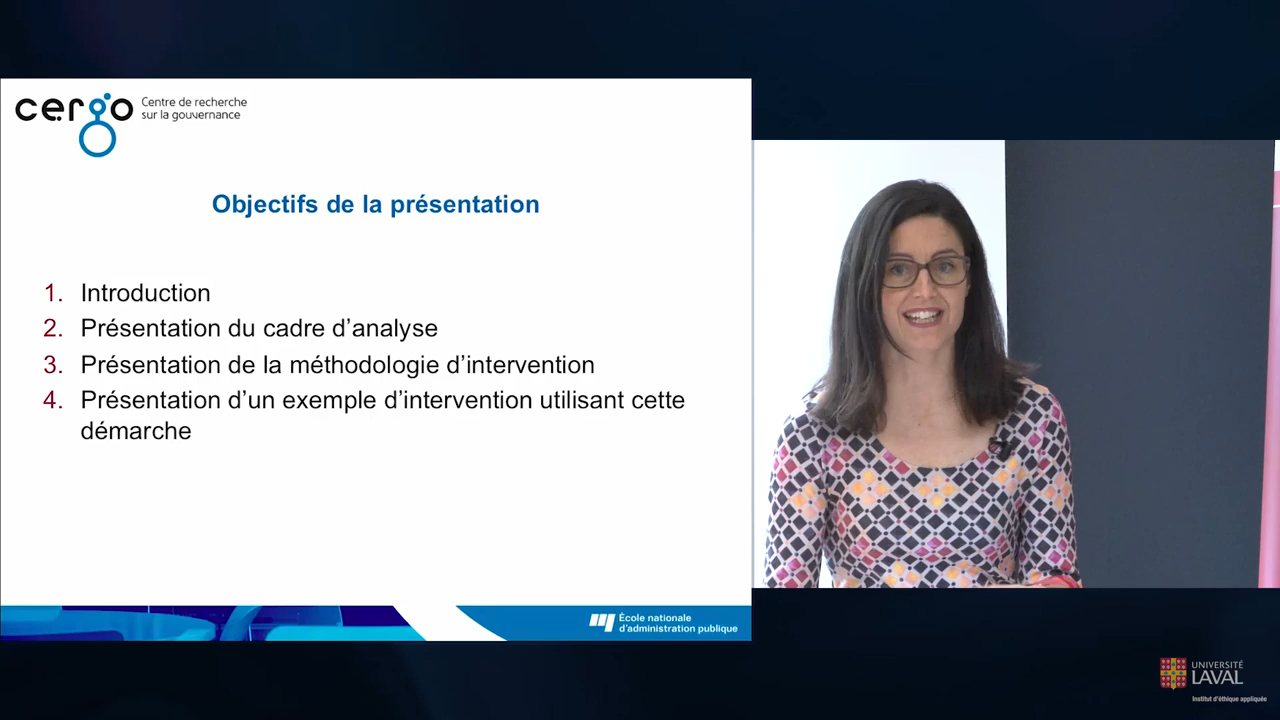 cergo
Centre de recherche
sur la gouvernance
Objectifs de la présentation
1. Introduction
2. Présentation du cadre d’analyse
3. Présentation de la méthodologie d’intervention
4. Présentation d’un exemple d’intervention utilisant cette
démarche
École nationale
d’administration publique
UNIVERSITÉ
LAVAL
Institut d’éthique appliquée